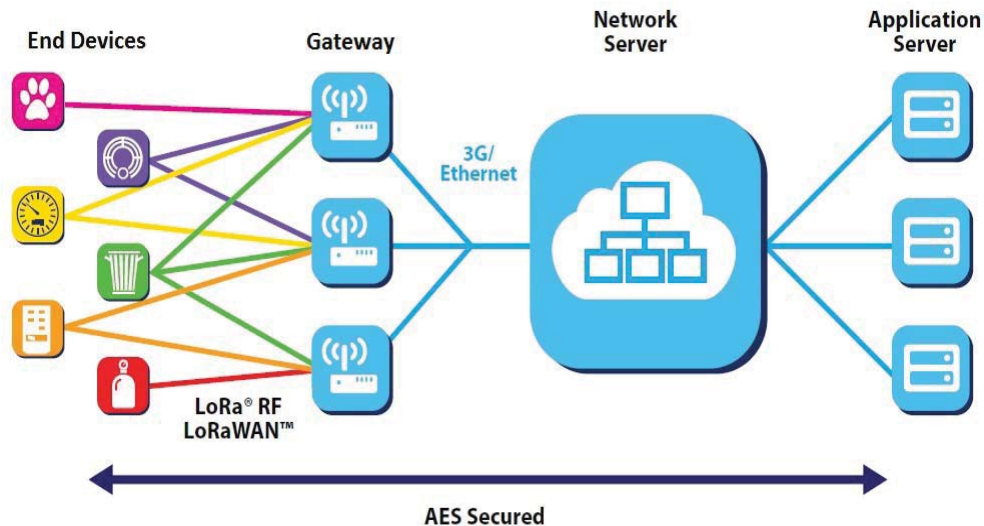 End Devices
Gateway
Network
Server
Application
Server
3G/
Ethernet
LoRa® RF
LoRaWAN™
AES Secured